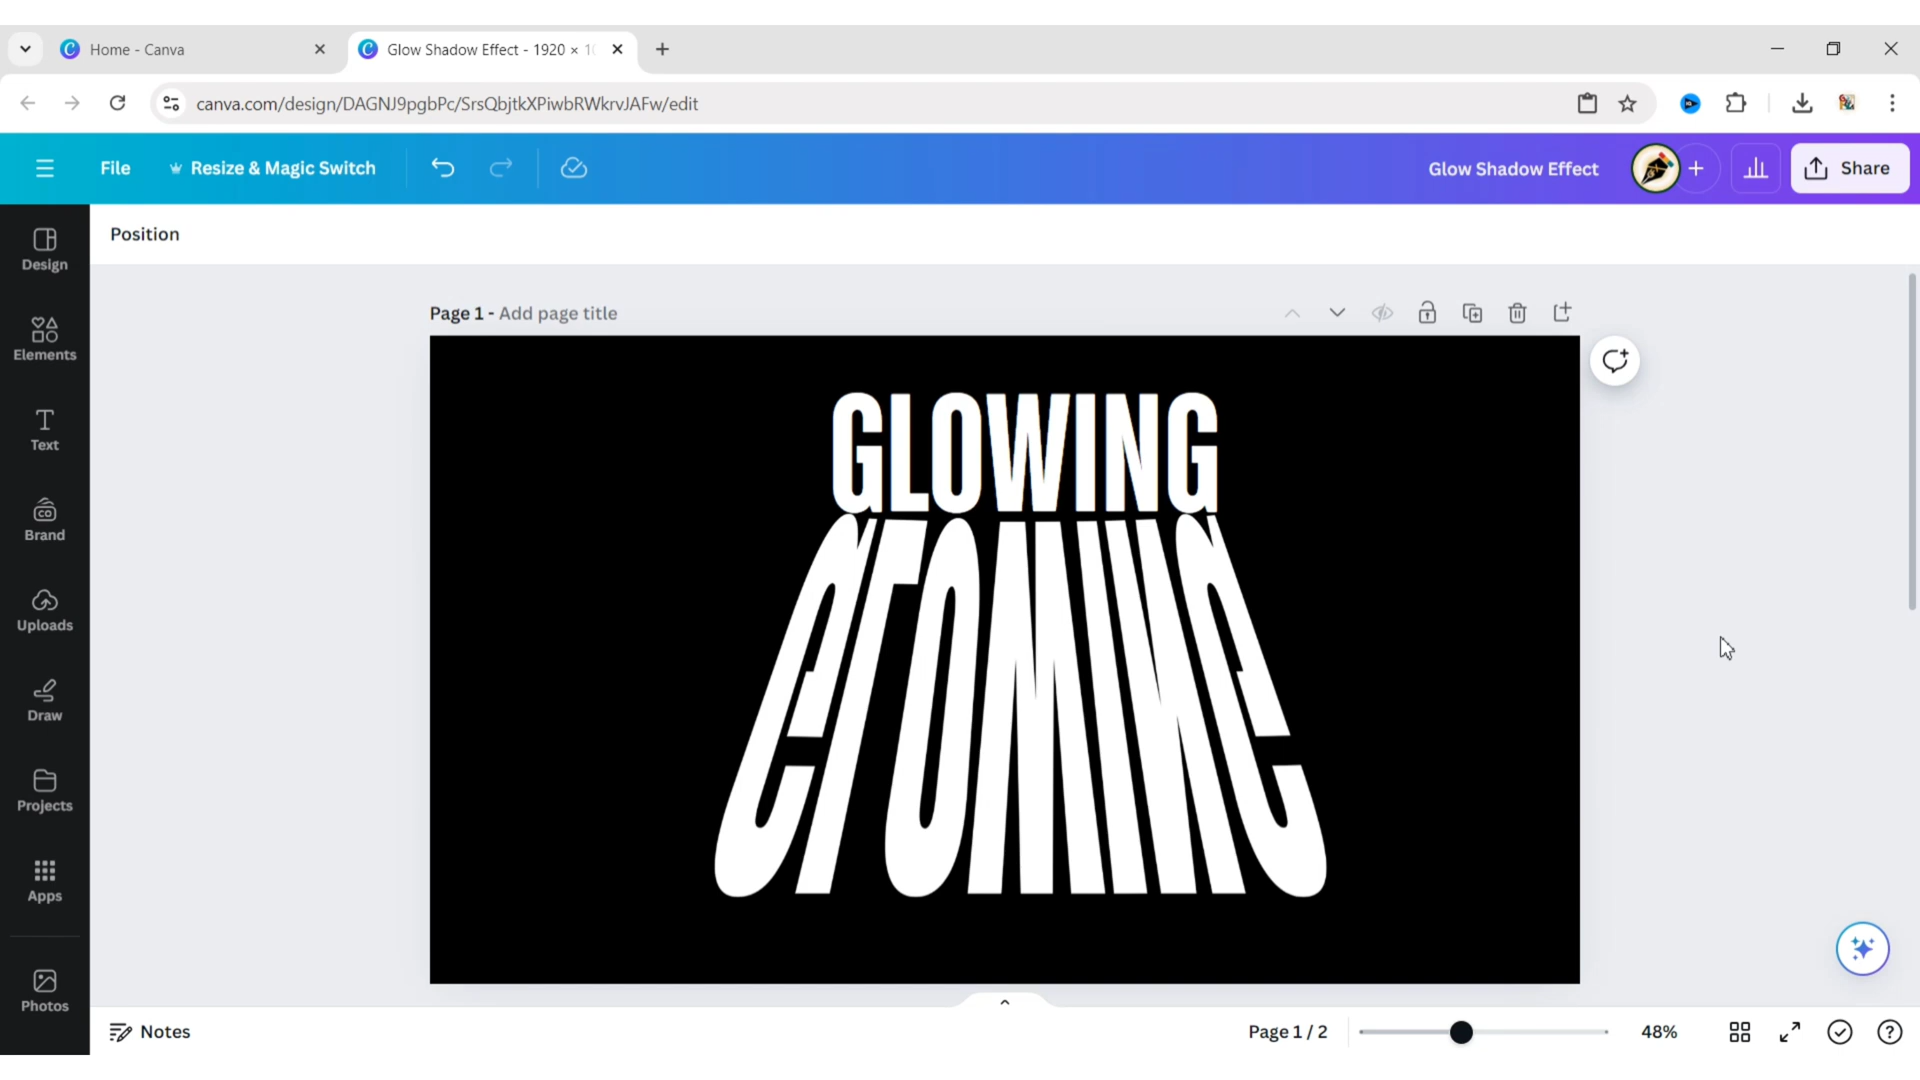 Home - Canva
Glow Shadow Effect - 1920 × 10
canva.com/design/DAGNJ9pgbPc/SrsQbjtkXPiwbRWkrvJAFw/edit
File
Resize & Magic Switch
Glow Shadow Effect
Share
Position
Design
Elements
Text
Brand
Uploads
Draw
Projects
Apps
Photos
Page 1 - Add page title
GLOWING
GLOWING
Notes
Page 1 / 2
48%